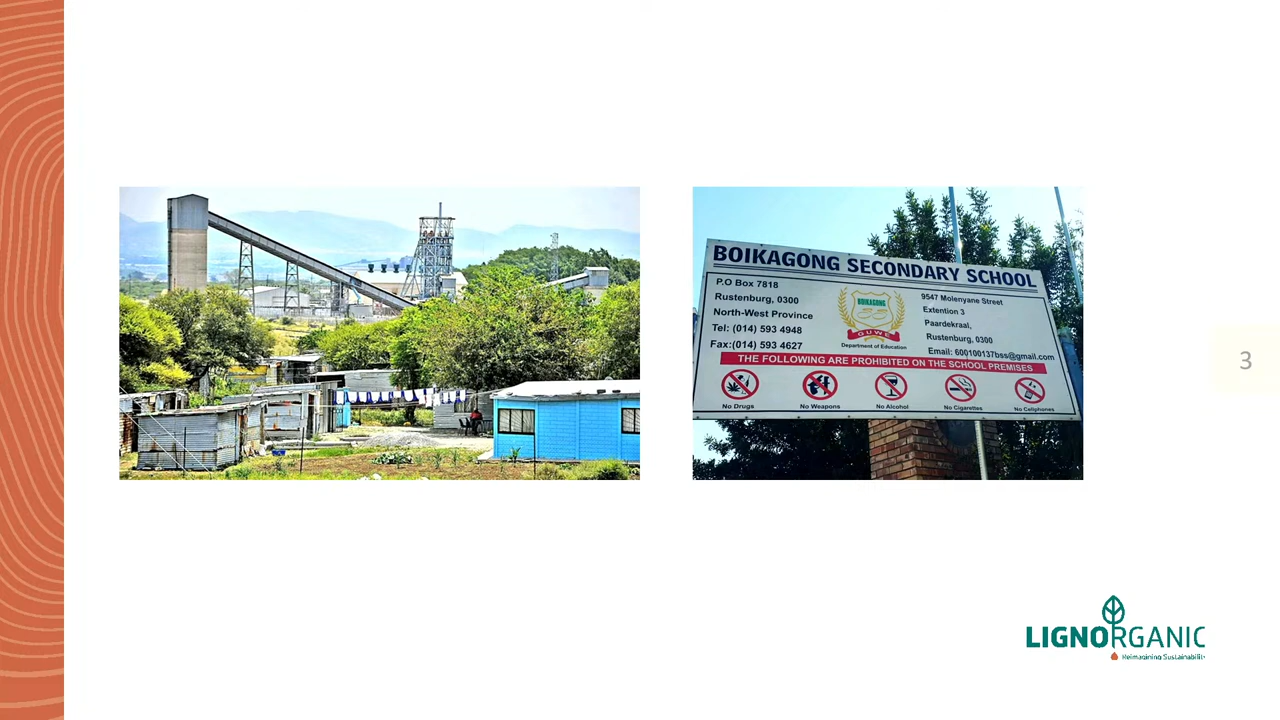 BOIKAGONG SECONDARY SCHOOL
P.O Box 7818
Rustenburg, 0300
North-West Province
Tel: (014) 593 4948
Fax:(014) 593 4627
BOIKAGONG
Department of Education
9547 Molenyane Street
Extention 3
Paardekraal,
Rustenburg, 0300
Email: 600100137bss@gmail.com
THE FOLLOWING ARE PROHIBITED ON THE SCHOOL PREMISES
No Drugs
No Weapons
No Alcohol
No Cigarettes
No Cellphones
3
LIGNORGANIC
Reimagining Sustainabilit